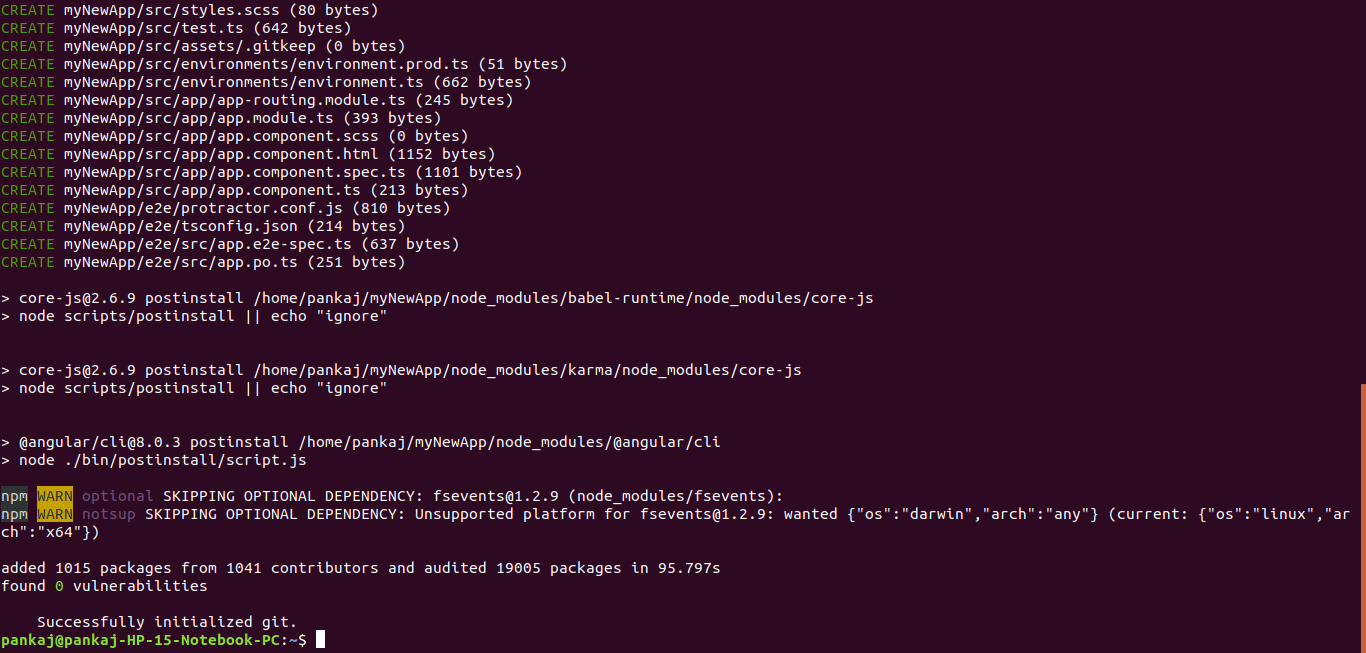 CREATE myNewApp/src/styles.scss (80 bytes)
CREATE myNewApp/src/test.ts (642 bytes)
CREATE myNewApp/src/assets/.gitkeep (0 bytes)
CREATE myNewApp/src/environments/environment.prod.ts (51 bytes)
CREATE myNewApp/src/environments/environment.ts (662 bytes)
CREATE myNewApp/src/app/app-routing.module.ts (245 bytes)
CREATE myNewApp/src/app/app.module.ts (393 bytes)
CREATE myNewApp/src/app/app.component.scss (0 bytes)
CREATE myNewApp/src/app/app.component.html (1152 bytes)
CREATE myNewApp/src/app/app.component.spec.ts (1101 bytes)
CREATE myNewApp/src/app/app.component.ts (213 bytes)
CREATE myNewApp/e2e/protractor.conf.js (810 bytes)
CREATE myNewApp/e2e/tsconfig.json (214 bytes)
CREATE myNewApp/e2e/src/app.e2e-spec.ts (637 bytes)
CREATE myNewApp/e2e/src/app.po.ts (251 bytes)
> core-js@2.6.9 postinstall /home/pankaj/myNewApp/node_modules/babel-runtime/node_modules/core-js
> node scripts/postinstall || echo "ignore"
> core-js@2.6.9 postinstall /home/pankaj/myNewApp/node_modules/karma/node_modules/core-js
> node scripts/postinstall || echo "ignore"
> @angular/cli@8.0.3 postinstall /home/pankaj/myNewApp/node_modules/@angular/cli
> node ./bin/postinstall/script.js
npm WARN optional SKIPPING OPTIONAL DEPENDENCY: fsevents@1.2.9 (node_modules/fsevents):
npm WARN notsup SKIPPING OPTIONAL DEPENDENCY: Unsupported platform for fsevents@1.2.9: wanted {"os":"darwin","arch":"any"} (current: {"os":"linux","ar
ch":"x64"})
added 1015 packages from 1041 contributors and audited 19005 packages in 95.797s
found 0 vulnerabilities
Successfully initialized git.
pankaj@pankaj-HP-15-Notebook-PC:~$